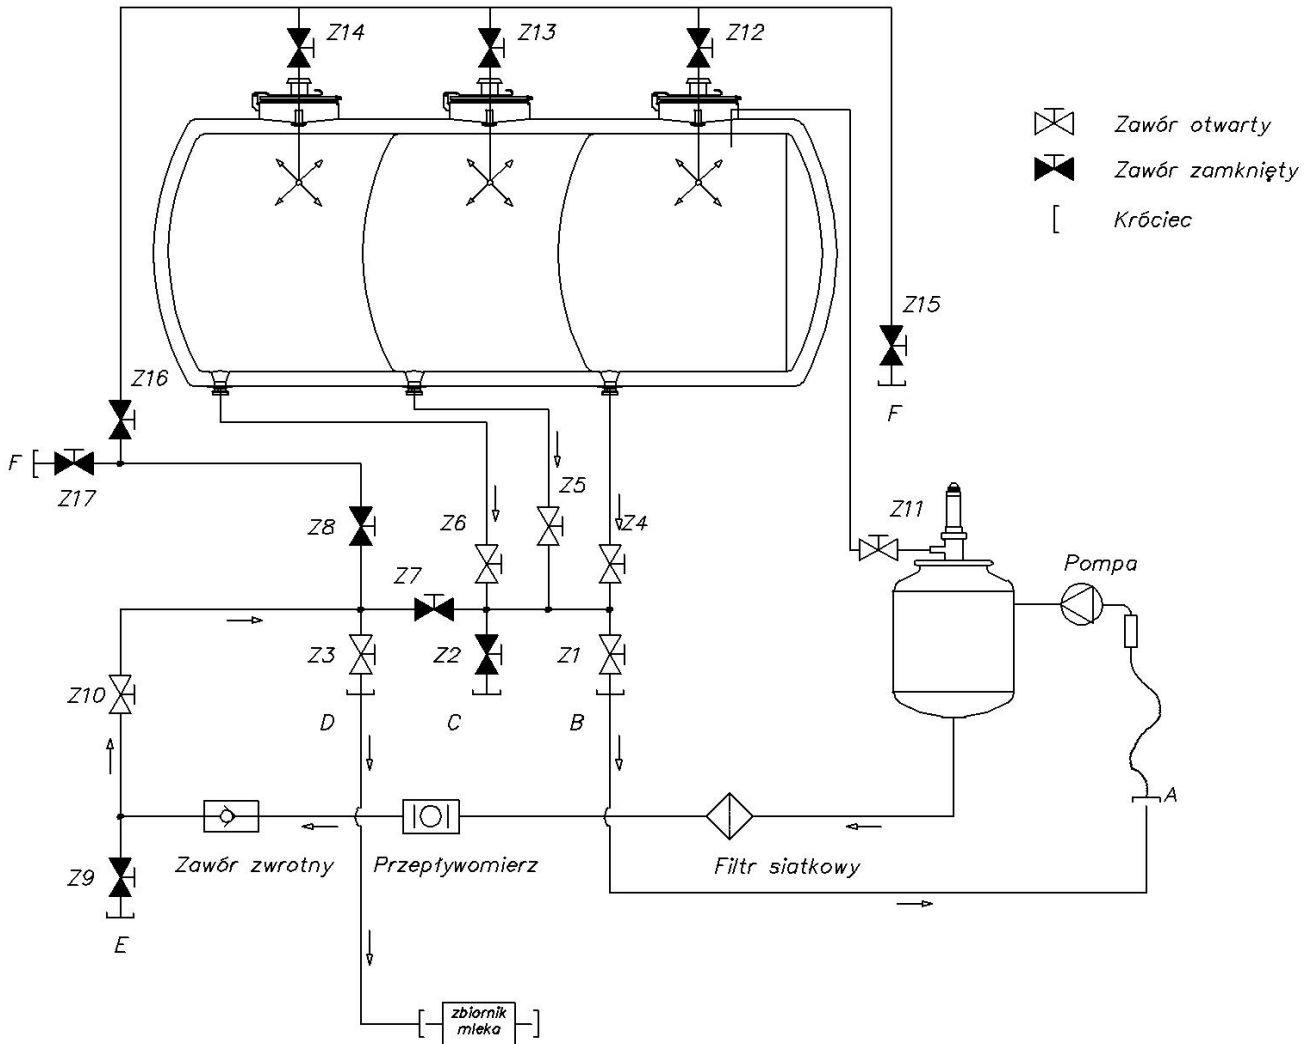 Z14
Z13
Z12
Zawór otwarty
Zawór zamknięty
Króciec
Z15
F
Z16
F
Z17
Z8
Z6
Z5
Z4
Z11
Pompa
Z7
Z3
Z2
Z1
Z10
D
C
B
A
Zawór zwrotny
Przepływomierz
Filtr siatkowy
Z9
E
zbiornik
mleka